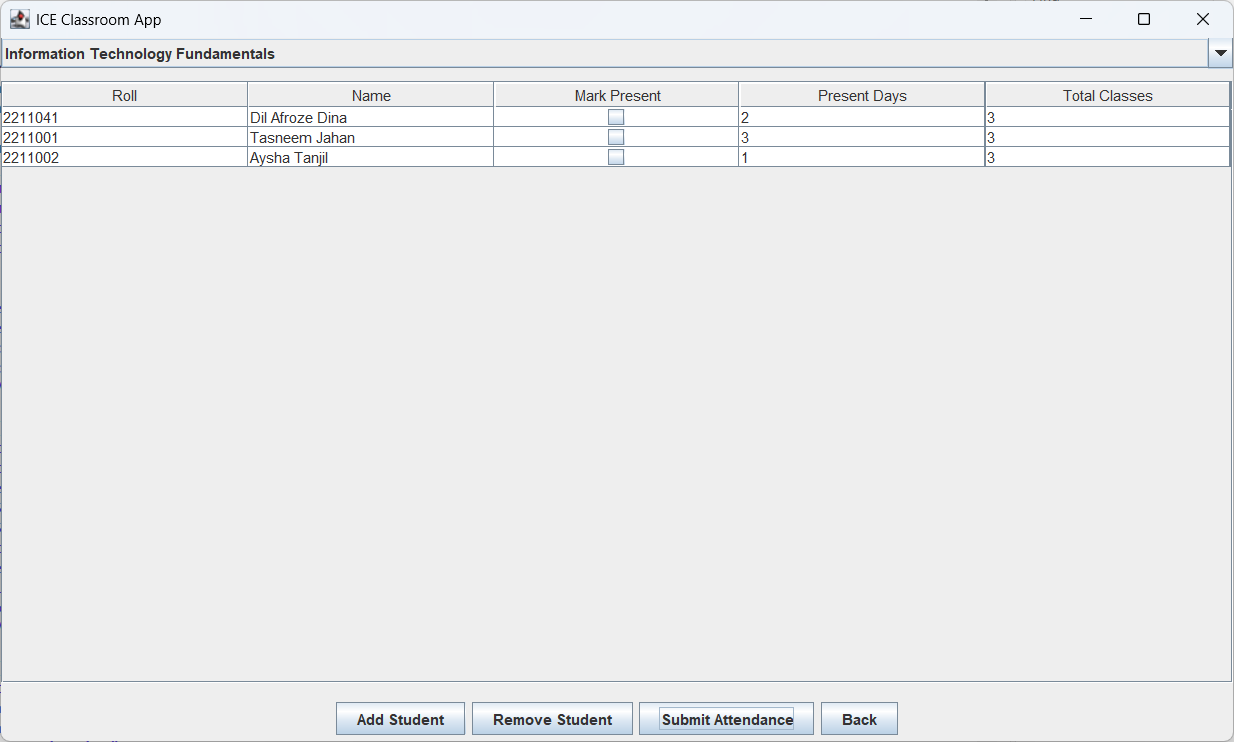 ICE Classroom App
Information Technology Fundamentals
Roll Name Mark Present Present Days Total Classes
2211041 Dil Afroze Dina 2 3
2211001 Tasneem Jahan 3 3
2211002 Aysha Tanjil 1 3
Add Student Remove Student Submit Attendance Back